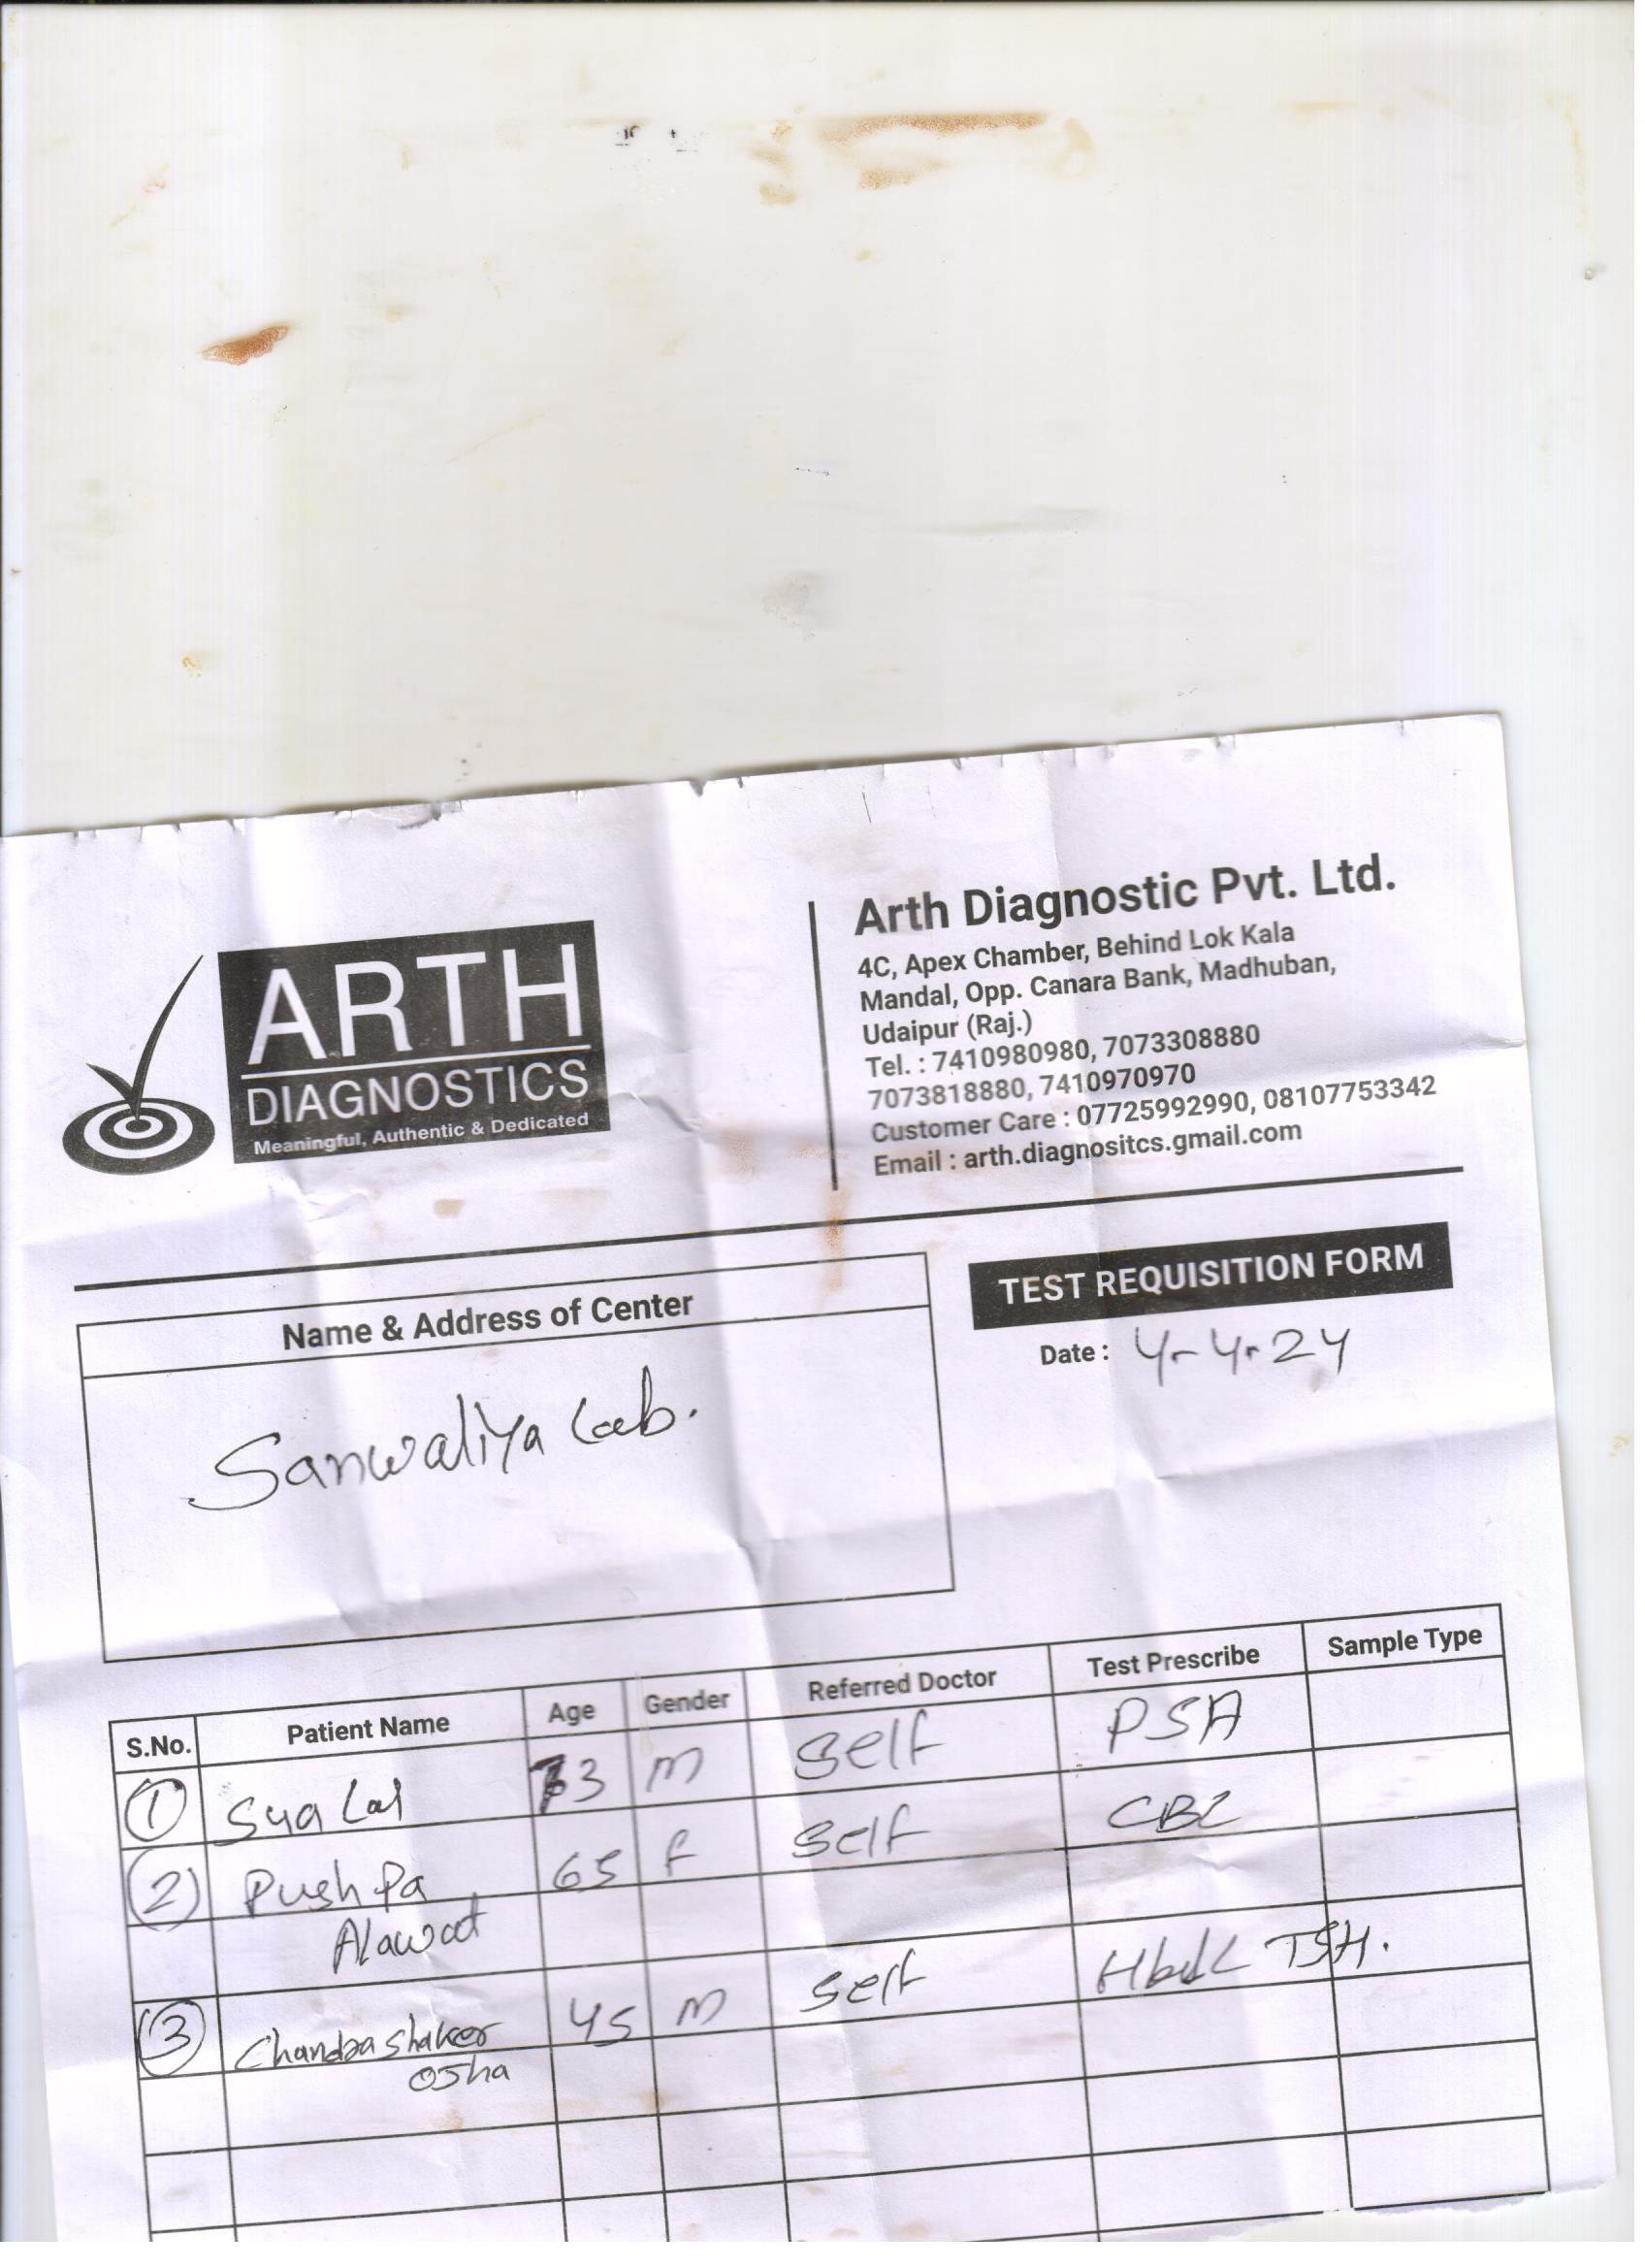 ARTH
DIAGNOSTICS
Meaningful, Authentic & Dedicated
Arth Diagnostic Pvt. Ltd.
4C, Apex Chamber, Behind Lok Kala
Mandal, Opp. Canara Bank, Madhuban,
Udaipur (Raj.)
Tel. : 7410980980, 7073308880
7073818880, 7410970970
Customer Care : 07725992990, 08107753342
Email : arth.diagnositcs.gmail.com
TEST REQUISITION FORM
Date : 4-4-24
Name & Address of Center
Sanwaliya Lab.
S.No. Patient Name Age Gender Referred Doctor Test Prescribe Sample Type
1 Lal 73 M Self PSA
2 Pushpa 65 F Self CBC
Alawat
3 Chandrashaker 45 M Self TSH.